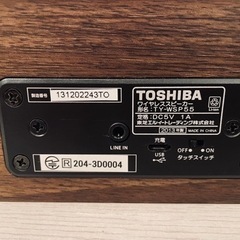 製造番号 131202243TO
LINE IN
R 204-3D0004
TOSHIBA
ワイヤレススピーカー
形名:TY-WSP55
定格:DC5V 1A
東芝エルイートレーディング株式会社
2013年製 MADE IN CHINA
充電
USB
OFF ON
タッチスイッチ